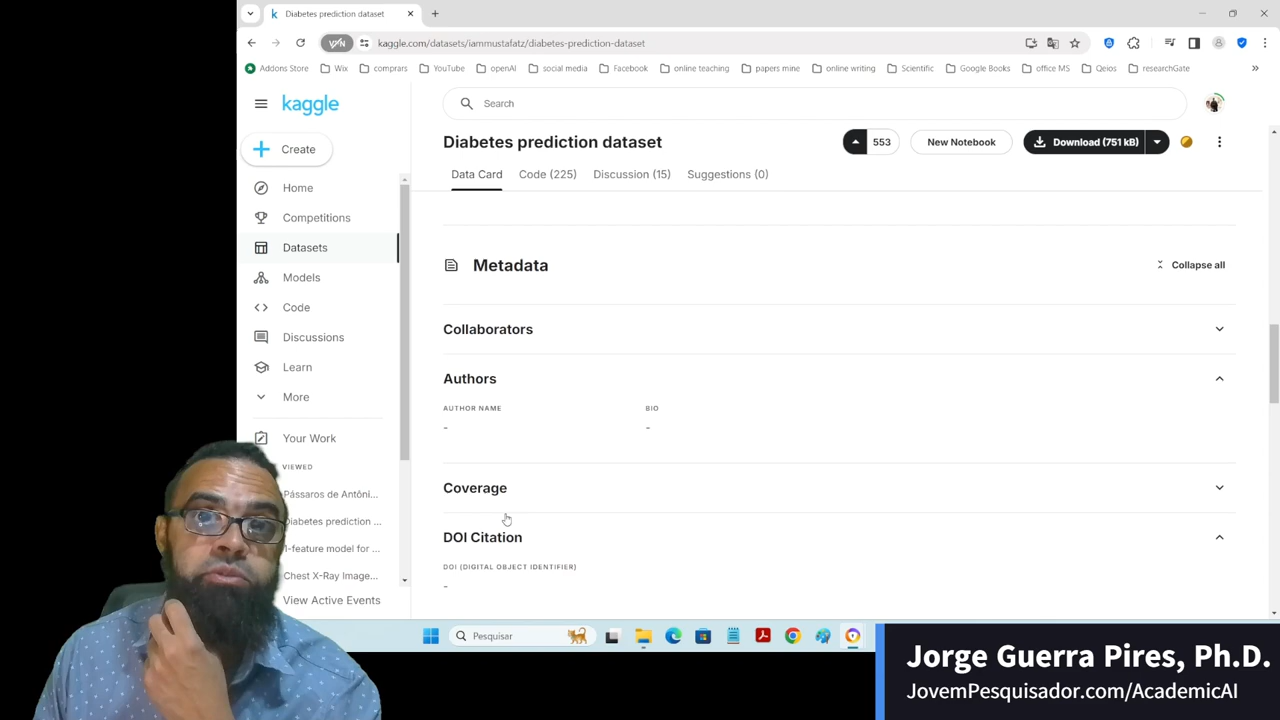 Diabetes prediction dataset
VPN
kaggle.com/datasets/iammustafatz/diabetes-prediction-dataset
Addons Store
Wix
comprars
YouTube
openAI
social media
Facebook
online teaching
papers mine
online writing
Scientific
Google Books
office MS
Qeios
researchGate
kaggle
Search
Create
Diabetes prediction dataset
553
New Notebook
Download (751 kB)
Data Card
Code (225)
Discussion (15)
Suggestions (0)
Home
Competitions
Datasets
Models
Code
Discussions
Learn
More
Your Work
VIEWED
Pássaros de Antôni...
Diabetes prediction ...
1-feature model for ...
Chest X-Ray Image...
View Active Events
Metadata
Collapse all
Collaborators
Authors
AUTHOR NAME
BIO
-
-
Coverage
DOI Citation
DOI (DIGITAL OBJECT IDENTIFIER)
-
Pesquisar
Jorge Guerra Pires, Ph.D.
JovemPesquisador.com/AcademicAI